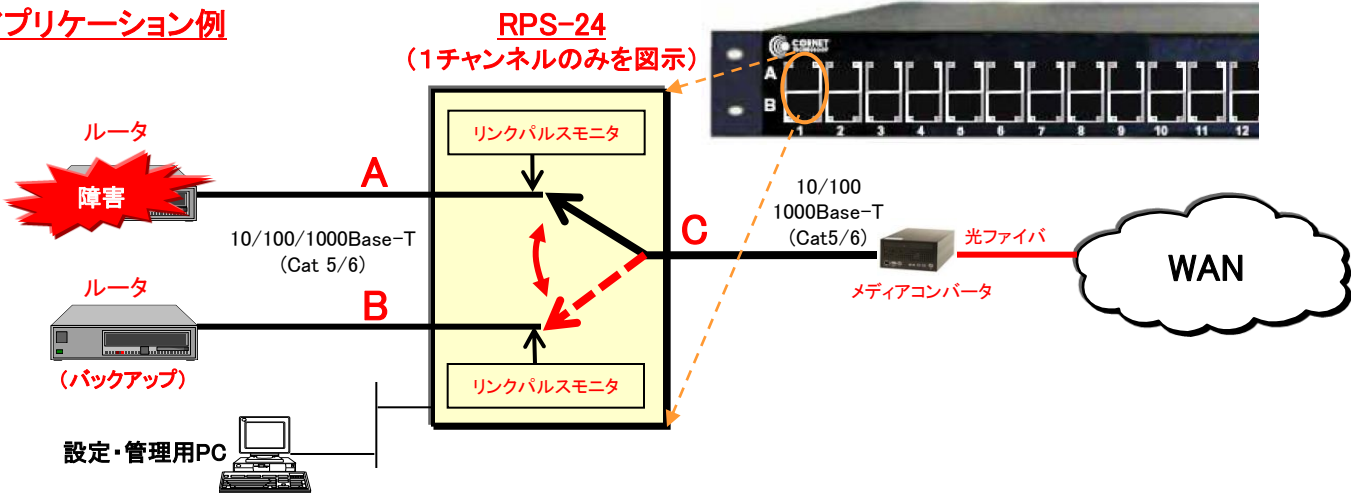 プリケーション例
RPS-24
(1チャンネルのみを図示)
CORNET
TECHNOLOGY
A
B
1 2 3 4 5 6 7 8 9 10 11 12
ルータ
障害
A
リンクパルスモニタ
10/100/1000Base-T
(Cat 5/6)
C
10/100
1000Base-T
(Cat5/6)
光ファイバ
メディアコンバータ
WAN
ルータ
B
(バックアップ)
リンクパルスモニタ
設定・管理用PC